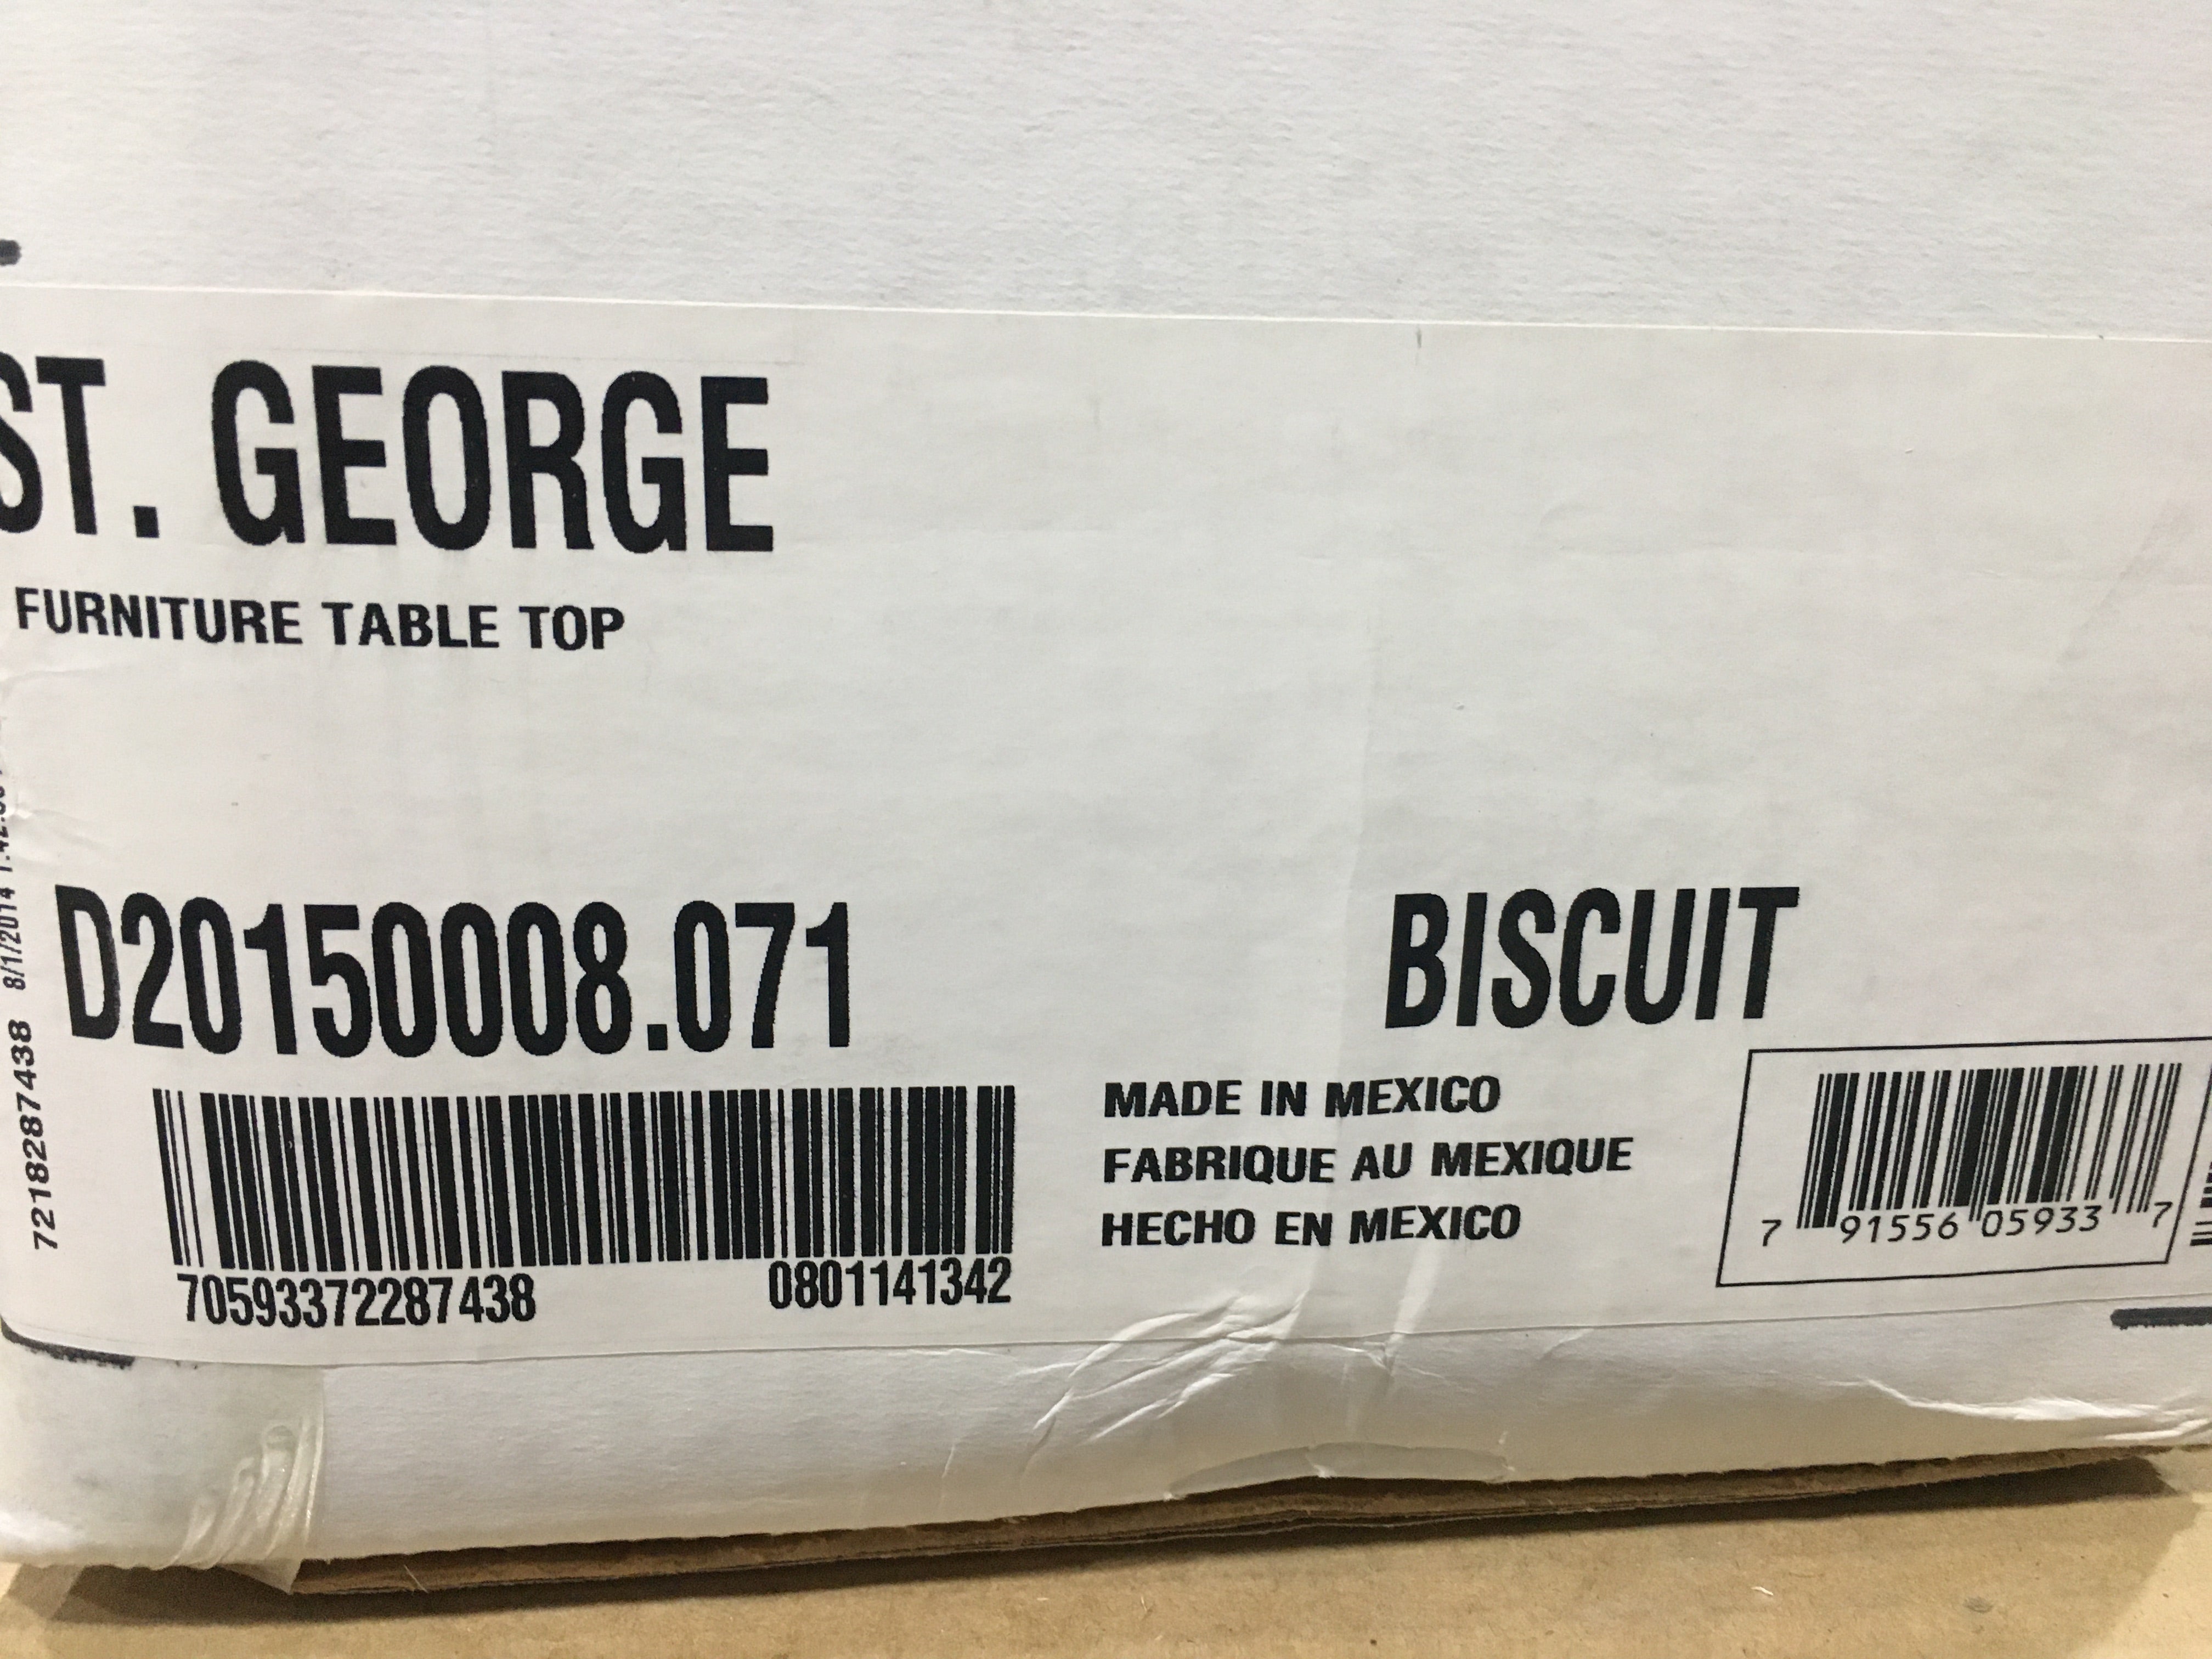 ST. GEORGE
FURNITURE TABLE TOP
D20150008.071
BISCUIT
MADE IN MEXICO
FABRIQUE AU MEXIQUE
HECHO EN MEXICO
70593372287438 0801141342
7 91556 05933 7
72182287438 8/1/2014